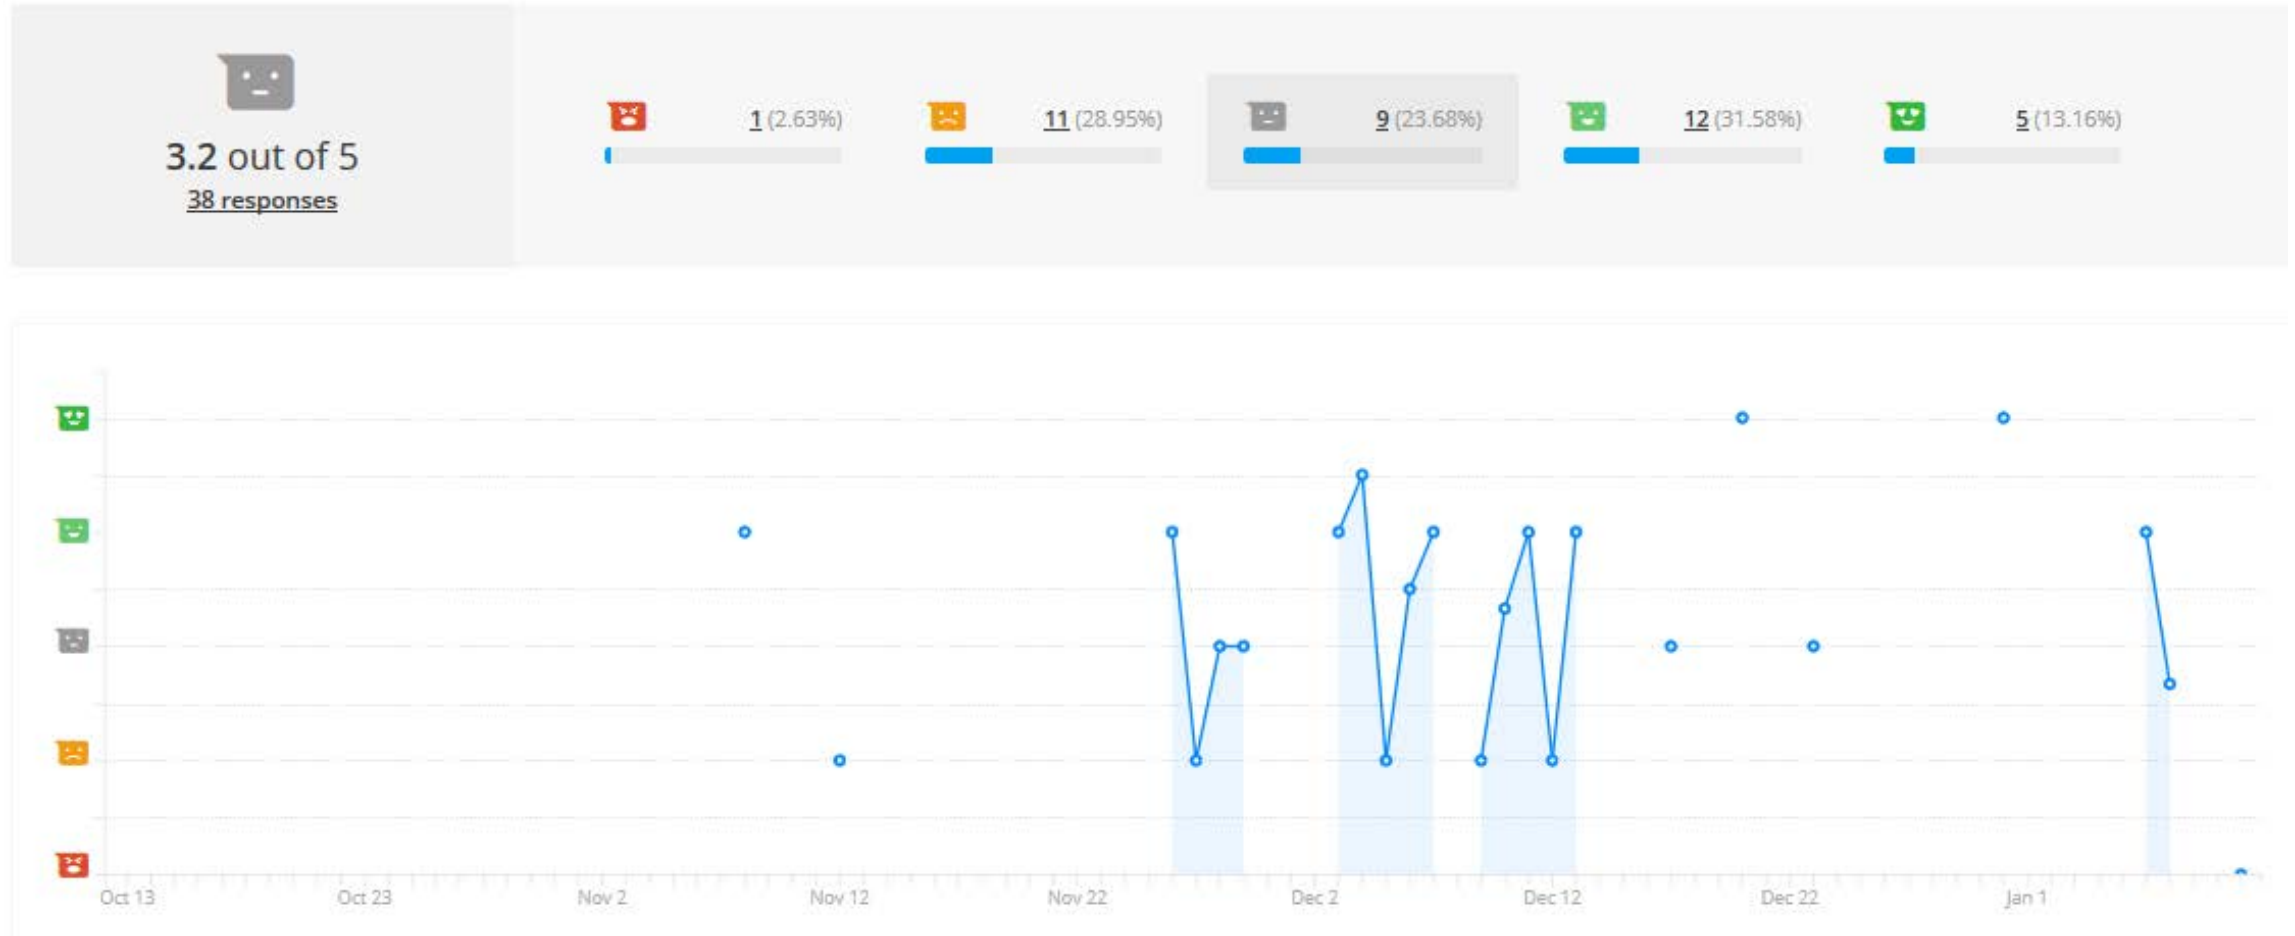 3.2 out of 5
38 responses
1 (2.63%)
11 (28.95%)
9 (23.68%)
12 (31.58%)
5 (13.16%)
Oct 13 Oct 23 Nov 2 Nov 12 Nov 22 Dec 2 Dec 12 Dec 22 Jan 1